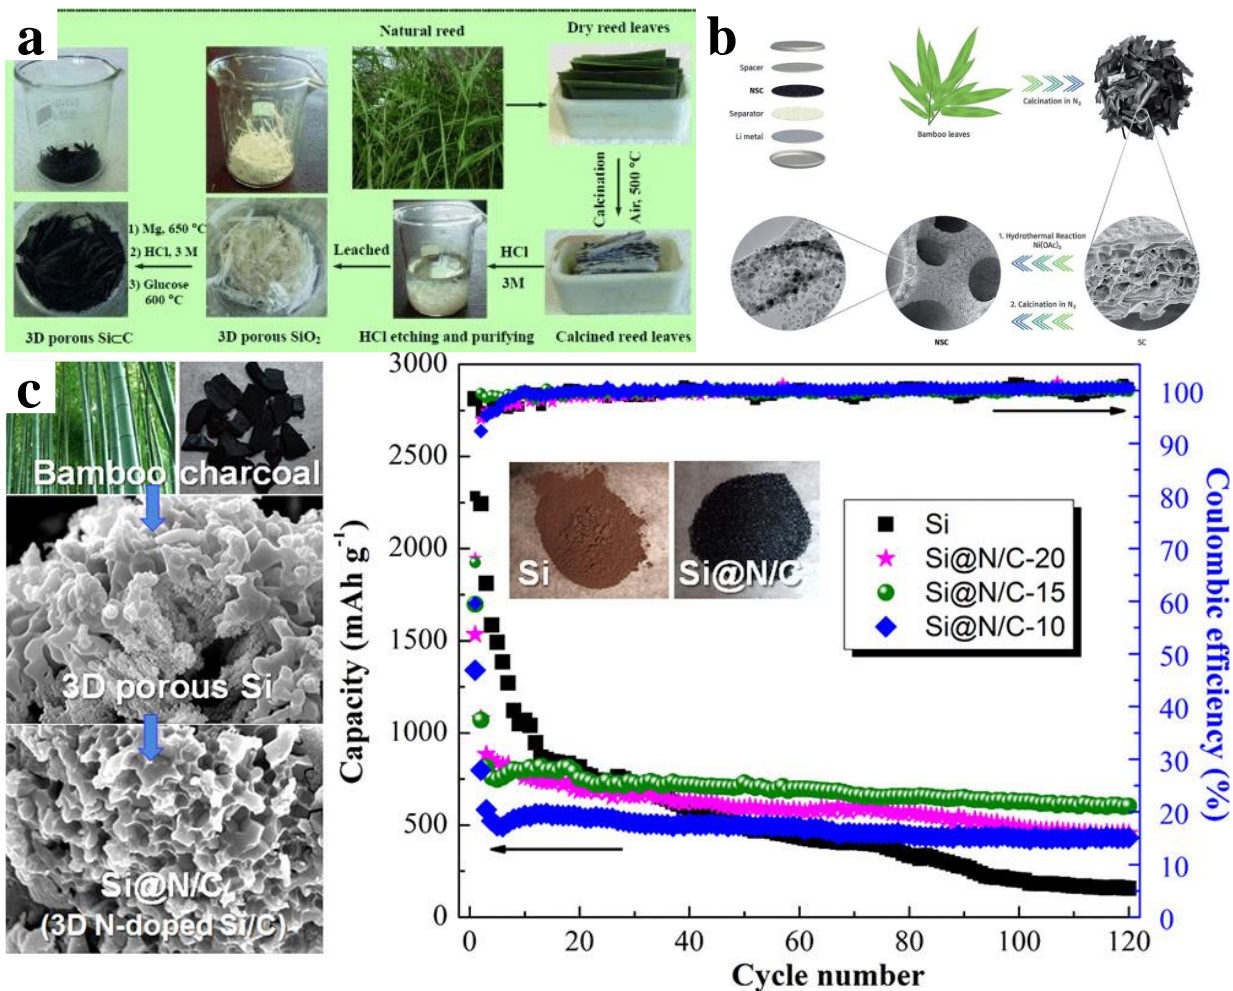 a
Natural reed
Dry reed leaves
Calcination
Air, 500 °C
1) Mg, 650 °C
2) HCl, 3 M
3) Glucose
600 °C
Leached
HCl
3M
3D porous Si⊂C
3D porous SiO₂
HCl etching and purifying
Calcined reed leaves
b
Spacer
NSC
Separator
Li metal
Bamboo leaves
Calcination in N₂
1. Hydrothermal Reaction
Ni(OAc)₂
2. Calcination in N₂
NSC
SC
c
Bamboo charcoal
3D porous Si
Si@N/C
(3D N-doped Si/C)
Capacity (mAh g⁻¹)
3000
2500
2000
1500
1000
500
0
Si
Si@N/C
Si
Si@N/C-20
Si@N/C-15
Si@N/C-10
100
90
80
70
60
50
40
30
20
10
0
Coulombic efficiency (%)
0 20 40 60 80 100 120
Cycle number